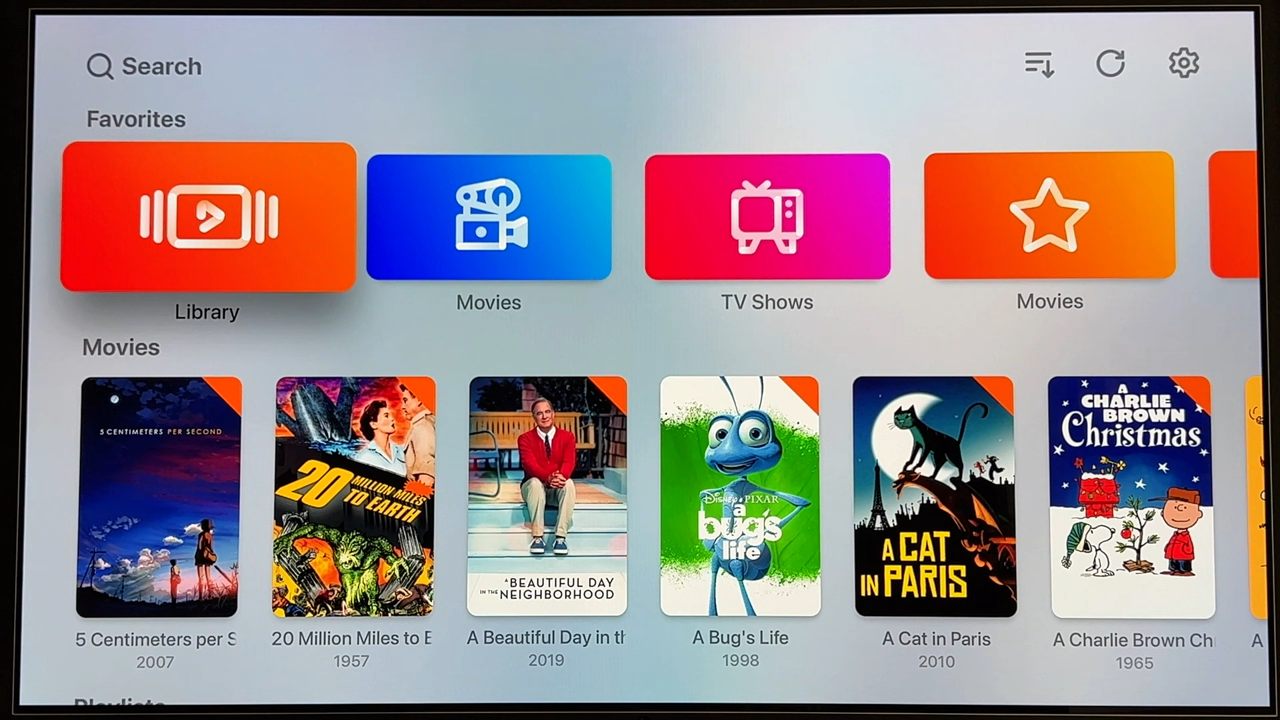 Search
Favorites
Library
Movies
TV Shows
Movies
Movies
5 CENTIMETERS PER SECOND
20 MILLION MILES
TO EARTH
A BEAUTIFUL DAY
IN THE NEIGHBORHOOD
Disney PIXAR
a
bug's
life
A CAT
IN PARIS
A
CHARLIE
BROWN
Christmas
5 Centimeters per S
20 Million Miles to E
A Beautiful Day in th
A Bug's Life
A Cat in Paris
A Charlie Brown Chr
A
2007
1957
2019
1998
2010
1965
Playlists